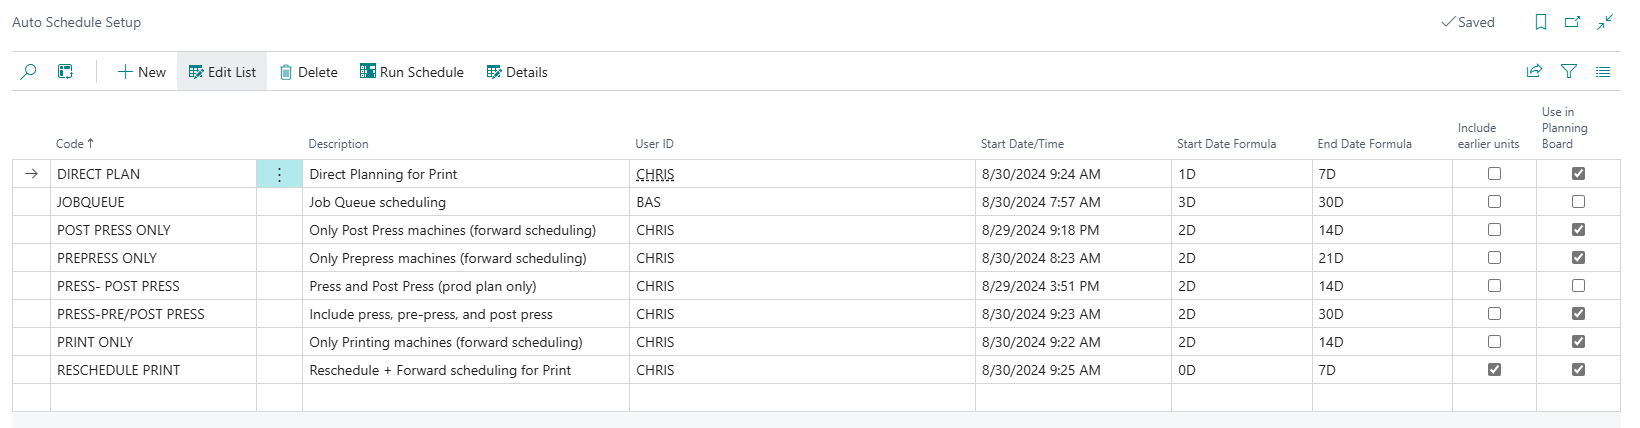 Auto Schedule Setup
Saved
New Edit List Delete Run Schedule Details
Code Description User ID Start Date/Time Start Date Formula End Date Formula Include earlier units Use in Planning Board
DIRECT PLAN Direct Planning for Print CHRIS 8/30/2024 9:24 AM 1D 7D
JOBQUEUE Job Queue scheduling BAS 8/30/2024 7:57 AM 3D 30D
POST PRESS ONLY Only Post Press machines (forward scheduling) CHRIS 8/29/2024 9:18 PM 2D 14D
PREPRESS ONLY Only Prepress machines (forward scheduling) CHRIS 8/30/2024 8:23 AM 2D 21D
PRESS- POST PRESS Press and Post Press (prod plan only) CHRIS 8/29/2024 3:51 PM 2D 14D
PRESS-PRE/POST PRESS Include press, pre-press, and post press CHRIS 8/30/2024 9:23 AM 2D 30D
PRINT ONLY Only Printing machines (forward scheduling) CHRIS 8/30/2024 9:22 AM 2D 14D
RESCHEDULE PRINT Reschedule + Forward scheduling for Print CHRIS 8/30/2024 9:25 AM 0D 7D